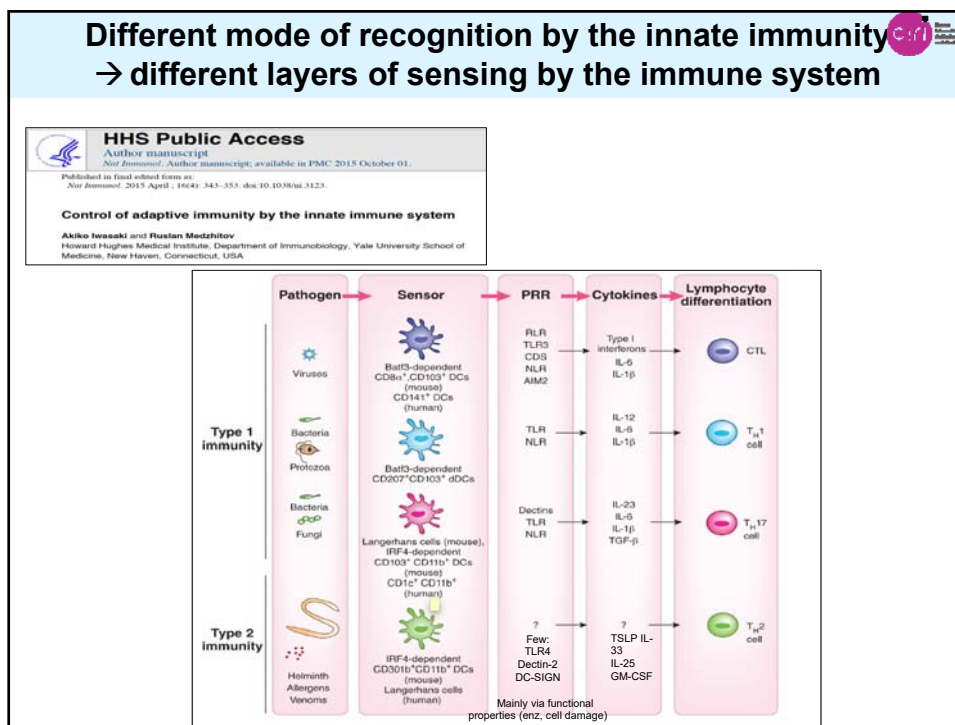 Different mode of recognition by the innate immunity
→ different layers of sensing by the immune system
HHS Public Access
Author manuscript
Nat Immunol. Author manuscript; available in PMC 2015 October 01.
Published in final edited form as:
Nat Immunol. 2015 April ; 16(4): 343–353. doi:10.1038/ni.3123.
Control of adaptive immunity by the innate immune system
Akiko Iwasaki and Ruslan Medzhitov
Howard Hughes Medical Institute, Department of Immunobiology, Yale University School of
Medicine, New Haven, Connecticut, USA
Pathogen
Sensor
PRR
Cytokines
Lymphocyte
differentiation
Type 1
immunity
Viruses
Batf3-dependent
CD8α⁺,CD103⁺ DCs
(mouse)
CD141⁺ DCs
(human)
RLR
TLR3
CDS
NLR
AIM2
Type I
interferons
IL-6
IL-1β
CTL
Bacteria
Protozoa
Batf3-dependent
CD207⁺CD103⁺ dDCs
TLR
NLR
IL-12
IL-6
IL-1β
TH1
cell
Bacteria
Fungi
Langerhans cells (mouse),
IRF4-dependent
CD103⁺ CD11b⁺ DCs
(mouse)
CD1c⁺ CD11b⁺
(human)
Dectins
TLR
NLR
IL-23
IL-6
IL-1β
TGF-β
TH17
cell
Type 2
immunity
Helminth
Allergens
Venoms
IRF4-dependent
CD301b⁺CD11b⁺ DCs
(mouse)
Langerhans cells
(human)
?
Few:
TLR4
Dectin-2
DC-SIGN
?
TSLP IL-
33
IL-25
GM-CSF
TH2
cell
Mainly via functional
properties (enz, cell damage)